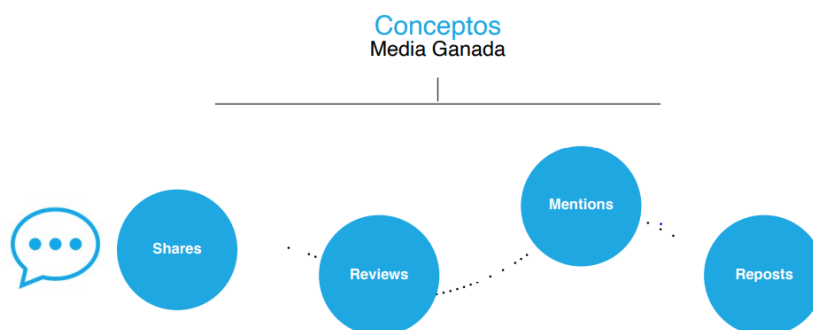 Conceptos
Media Ganada
Shares
Reviews
Mentions
Reposts